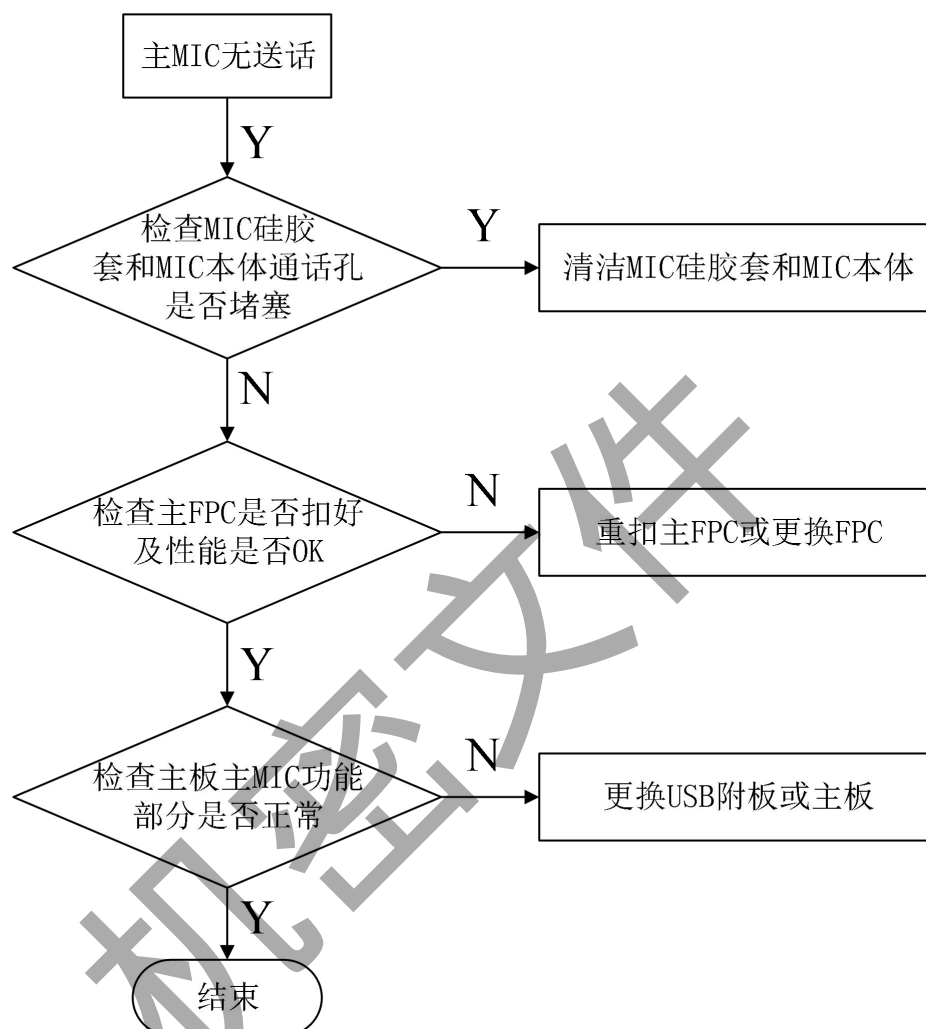 主MIC无送话
Y
检查MIC硅胶
套和MIC本体通话孔
是否堵塞
Y
清洁MIC硅胶套和MIC本体
N
检查主FPC是否扣好
及性能是否OK
N
重扣主FPC或更换FPC
Y
检查主板主MIC功能
部分是否正常
N
更换USB附板或主板
Y
结束
机密文件